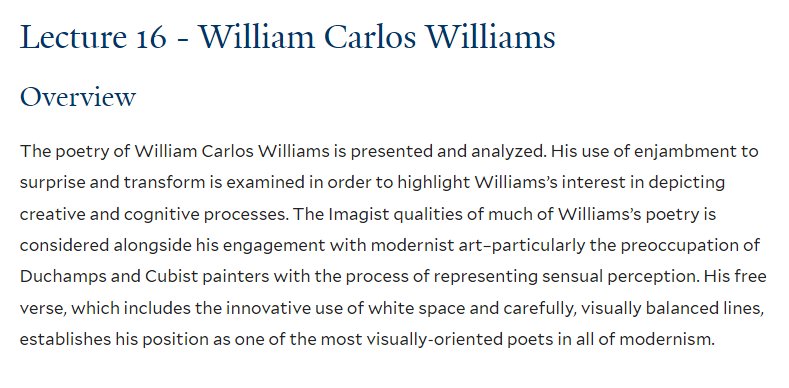 Lecture 16 - William Carlos Williams
Overview
The poetry of William Carlos Williams is presented and analyzed. His use of enjambment to
surprise and transform is examined in order to highlight Williams’s interest in depicting
creative and cognitive processes. The Imagist qualities of much of Williams’s poetry is
considered alongside his engagement with modernist art–particularly the preoccupation of
Duchamps and Cubist painters with the process of representing sensual perception. His free
verse, which includes the innovative use of white space and carefully, visually balanced lines,
establishes his position as one of the most visually-oriented poets in all of modernism.